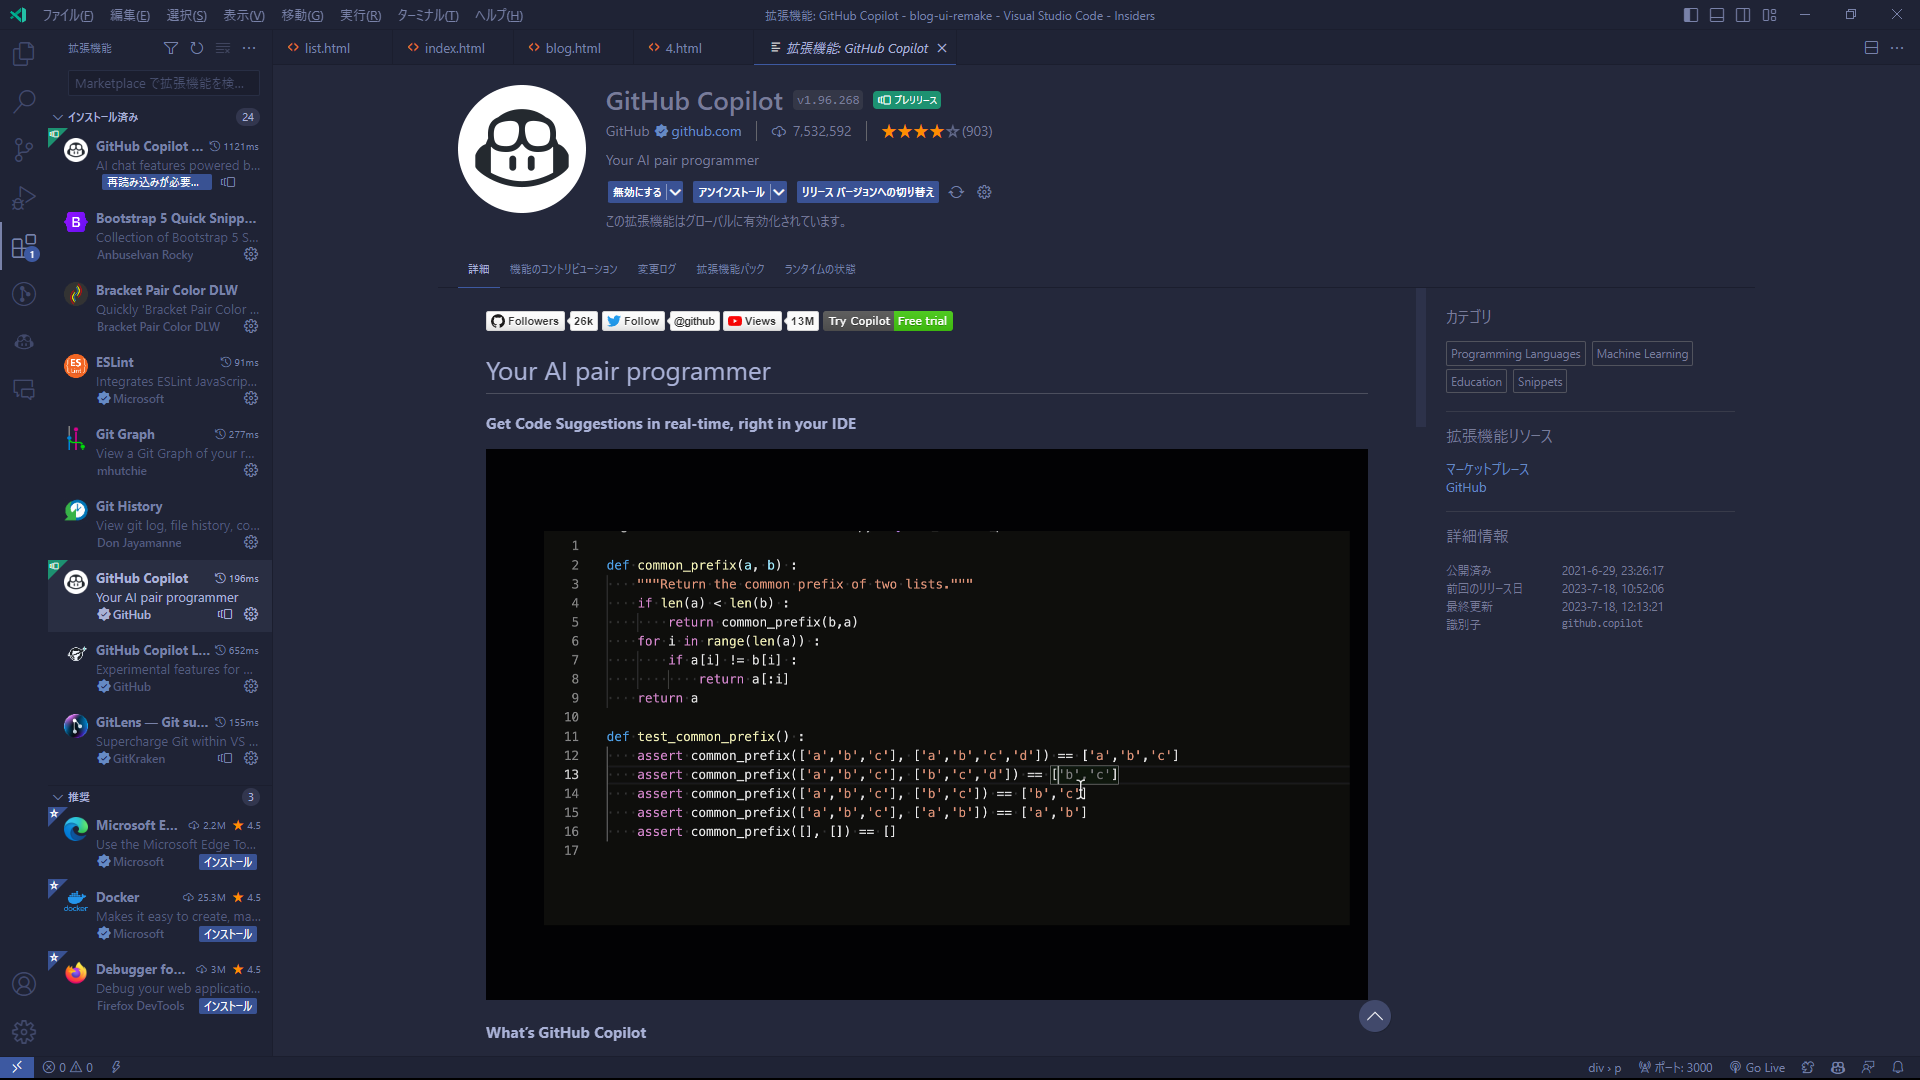 ファイル(F) 編集(E) 選択(S) 表示(V) 移動(G) 実行(R) ターミナル(T) ヘルプ(H)
拡張機能: GitHub Copilot - blog-ui-remake - Visual Studio Code - Insiders
拡張機能
list.html index.html blog.html 4.html 拡張機能: GitHub Copilot
Marketplace で拡張機能を検...
インストール済み 24
GitHub Copilot ... 1121ms
AI chat features powered b...
再読み込みが必要...
Bootstrap 5 Quick Snipp...
Collection of Bootstrap 5 S...
Anbuselvan Rocky
Bracket Pair Color DLW
Quickly 'Bracket Pair Color ...
Bracket Pair Color DLW
ESLint 91ms
Integrates ESLint JavaScrip...
Microsoft
Git Graph 277ms
View a Git Graph of your r...
mhutchie
Git History
View git log, file history, co...
Don Jayamanne
GitHub Copilot 196ms
Your AI pair programmer
GitHub
GitHub Copilot L... 652ms
Experimental features for ...
GitHub
GitLens — Git su... 155ms
Supercharge Git within VS ...
GitKraken
推奨 3
Microsoft E... 2.2M 4.5
Use the Microsoft Edge To...
Microsoft インストール
Docker 25.3M 4.5
Makes it easy to create, ma...
Microsoft インストール
Debugger fo... 3M 4.5
Debug your web applicatio...
Firefox DevTools インストール
1
GitHub Copilot v1.96.268 プレリリース
GitHub github.com 7,532,592 (903)
Your AI pair programmer
無効にする アンインストール リリース バージョンへの切り替え
この拡張機能はグローバルに有効化されています。
詳細 機能のコントリビューション 変更ログ 拡張機能パック ランタイムの状態
Followers 26k Follow @github Views 13M Try Copilot Free trial
Your AI pair programmer
Get Code Suggestions in real-time, right in your IDE
1
2 def common_prefix(a, b) :
3 """Return the common prefix of two lists."""
4 if len(a) < len(b) :
5 return common_prefix(b,a)
6 for i in range(len(a)) :
7 if a[i] != b[i] :
8 return a[:i]
9 return a
10
11 def test_common_prefix() :
12 assert common_prefix(['a','b','c'], ['a','b','c','d']) == ['a','b','c']
13 assert common_prefix(['a','b','c'], ['b','c','d']) == ['b','c']
14 assert common_prefix(['a','b','c'], ['b','c']) == ['b','c']
15 assert common_prefix(['a','b','c'], ['a','b']) == ['a','b']
16 assert common_prefix([], []) == []
17
What's GitHub Copilot
カテゴリ
Programming Languages Machine Learning
Education Snippets
拡張機能リソース
マーケットプレース
GitHub
詳細情報
公開済み 2021-6-29, 23:26:17
前回のリリース日 2023-7-18, 10:52:06
最終更新 2023-7-18, 12:13:21
識別子 github.copilot
0 0
div › p ポート: 3000 Go Live